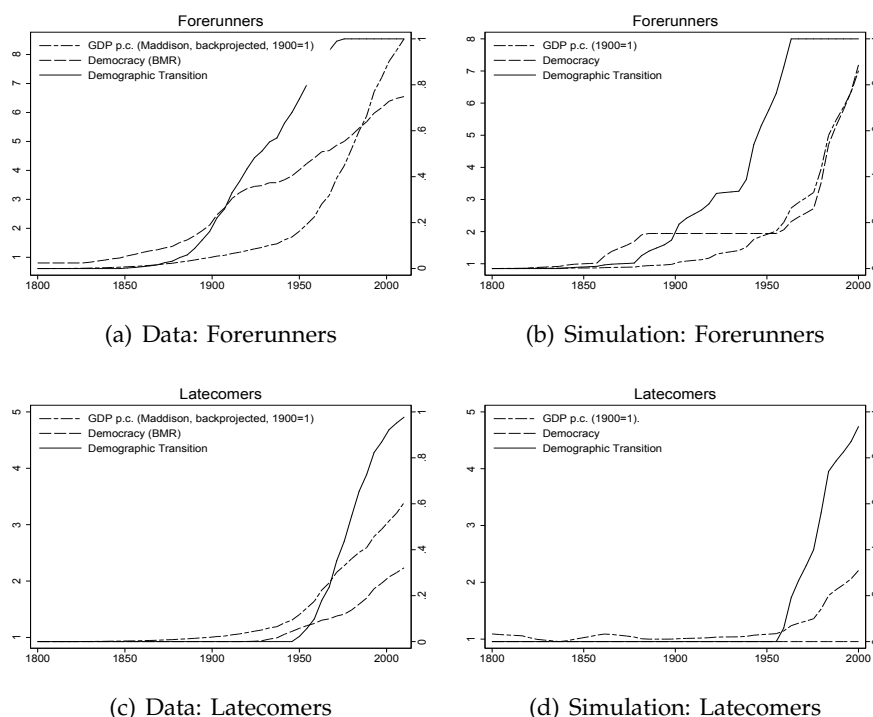 Forerunners
GDP p.c. (Maddison, backprojected, 1900=1)
Democracy (BMR)
Demographic Transition
8
7
6
5
4
3
2
1
1
.8
.6
.4
.2
0
1800 1850 1900 1950 2000
(a) Data: Forerunners
Forerunners
GDP p.c. (1900=1)
Democracy
Demographic Transition
8
7
6
5
4
3
2
1
1800 1850 1900 1950 2000
(b) Simulation: Forerunners
Latecomers
GDP p.c. (Maddison, backprojected, 1900=1)
Democracy (BMR)
Demographic Transition
5
4
3
2
1
1
.8
.6
.4
.2
0
1800 1850 1900 1950 2000
(c) Data: Latecomers
Latecomers
GDP p.c. (1900=1).
Democracy
Demographic Transition
5
4
3
2
1
1800 1850 1900 1950 2000
(d) Simulation: Latecomers